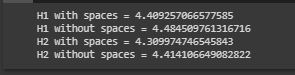 H1 with spaces = 4.409257066577585
H1 without spaces = 4.484509761316716
H2 with spaces = 4.309974746545843
H2 without spaces = 4.414106649082822